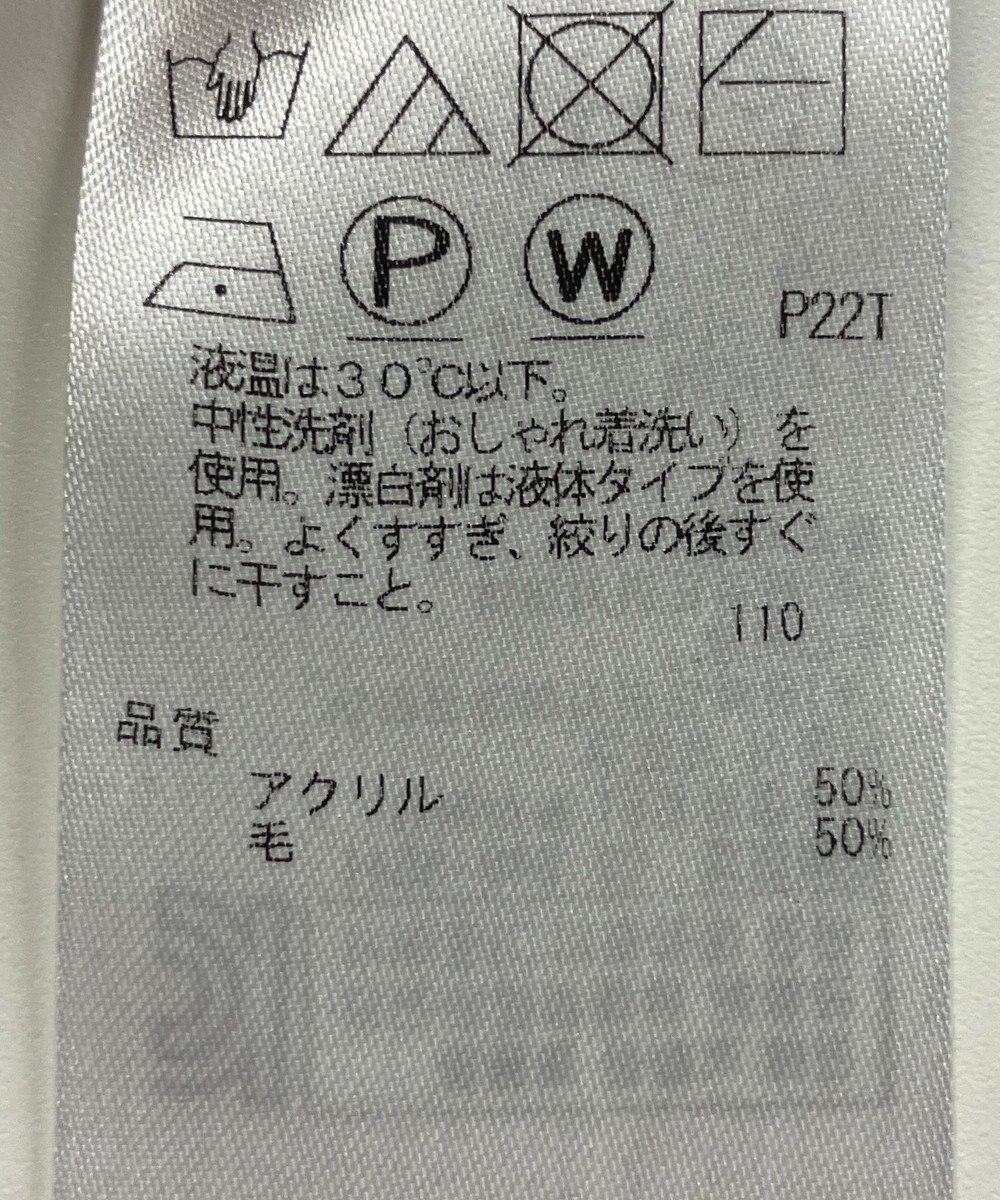 P
W
P22T
液温は30℃以下。
中性洗剤(おしゃれ着洗い)を
使用。漂白剤は液体タイプを使
用。よくすすぎ、絞りの後すぐ
に干すこと。
110
品質
アクリル 50%
毛 50%